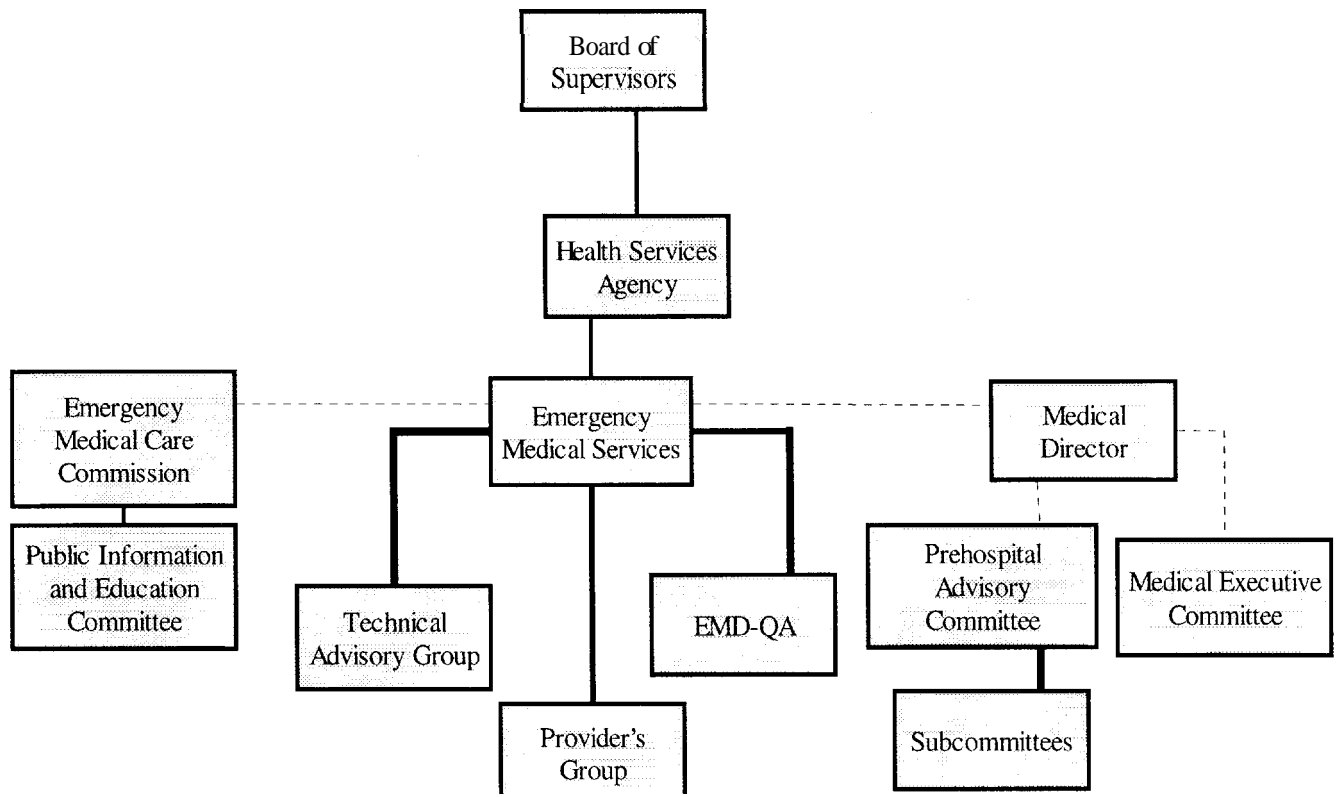 Board of
Supervisors
Health Services
Agency
Emergency
Medical Care
Commission
Emergency
Medical Services
Medical
Director
Public Information
and Education
Committee
Technical
Advisory Group
EMD-QA
Prehospital
Advisory
Committee
Medical Executive
Committee
Provider's
Group
Subcommittees